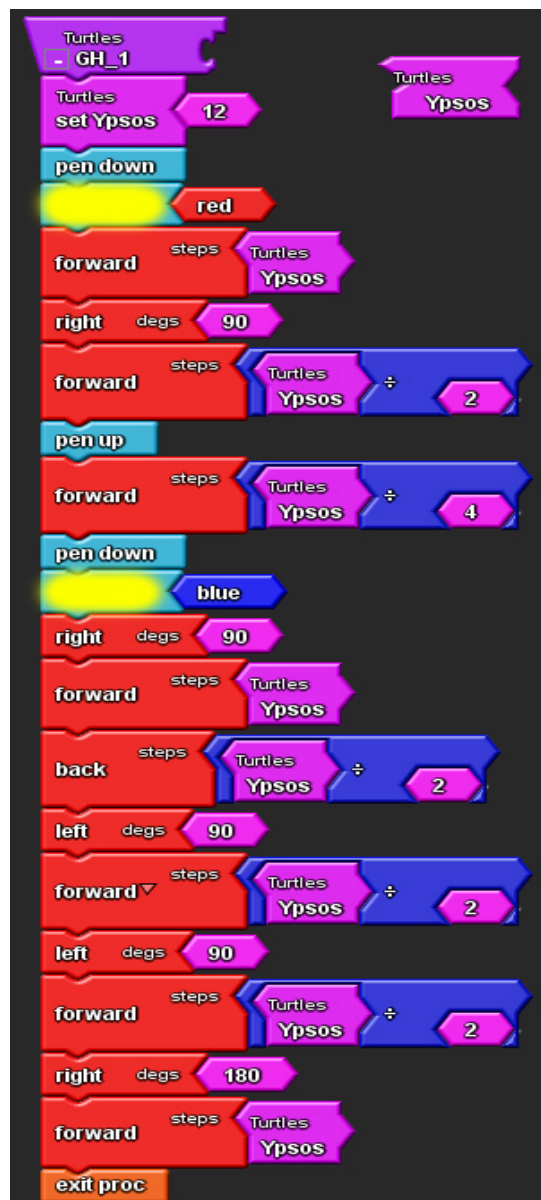 Turtles
- GH_1
Turtles
Ypsos
Turtles
set Ypsos 12
pen down
red
forward steps Turtles
Ypsos
right degs 90
forward steps Turtles
Ypsos ÷ 2
pen up
forward steps Turtles
Ypsos ÷ 4
pen down
blue
right degs 90
forward steps Turtles
Ypsos
back steps Turtles
Ypsos ÷ 2
left degs 90
forward steps Turtles
Ypsos ÷ 2
left degs 90
forward steps Turtles
Ypsos ÷ 2
right degs 180
forward steps Turtles
Ypsos
exit proc